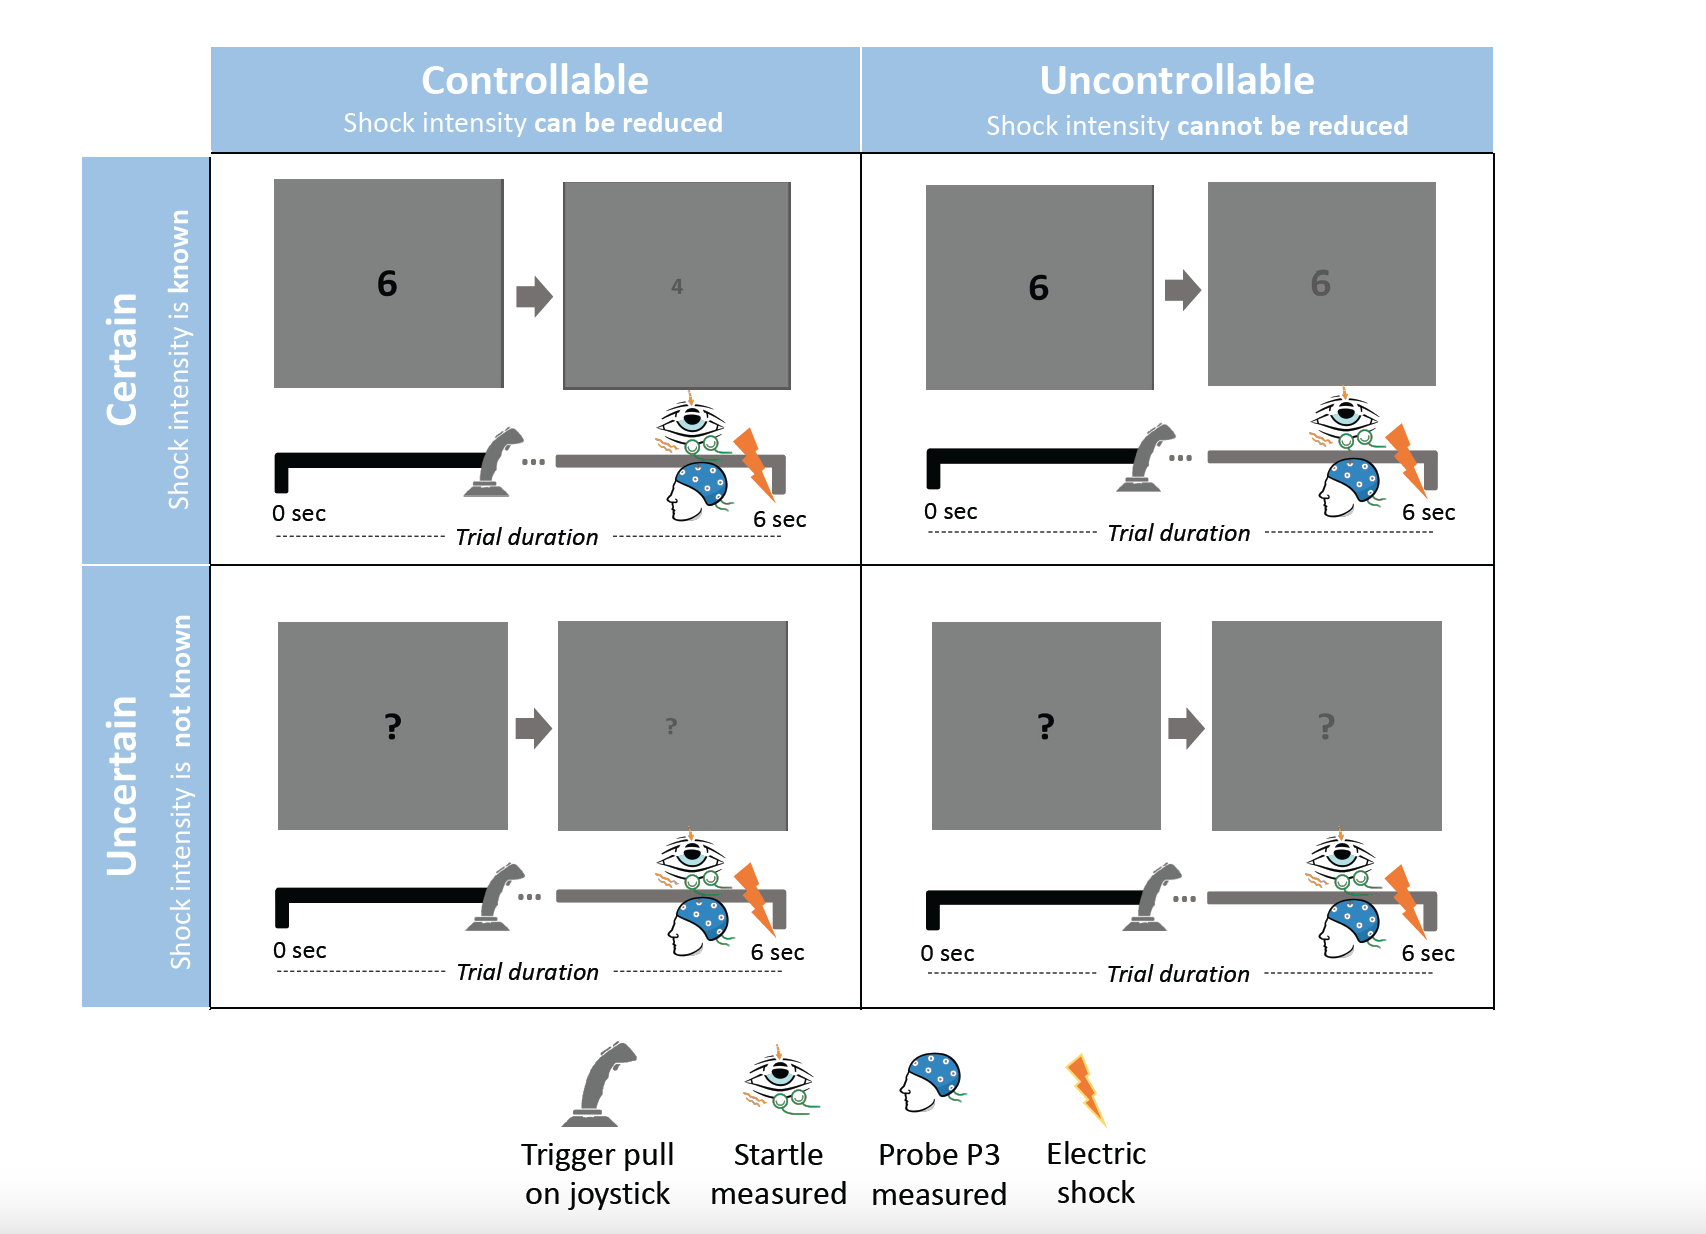 Controllable
Shock intensity can be reduced
Uncontrollable
Shock intensity cannot be reduced
Certain
Shock intensity is known
6
4
0 sec
6 sec
Trial duration
6
6
0 sec
6 sec
Trial duration
Uncertain
Shock intensity is not known
?
?
0 sec
6 sec
Trial duration
?
?
0 sec
6 sec
Trial duration
Trigger pull
on joystick
Startle
measured
Probe P3
measured
Electric
shock